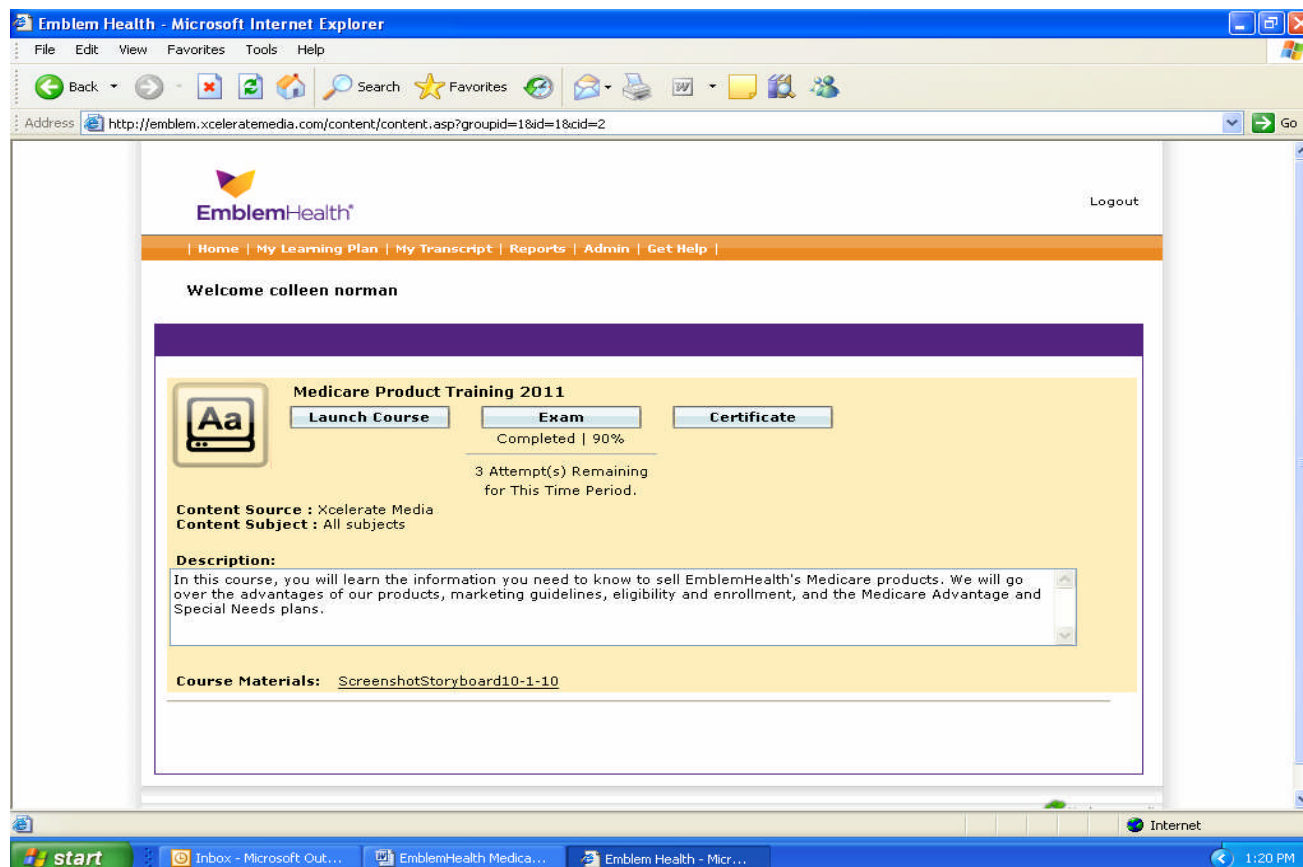 Emblem Health - Microsoft Internet Explorer
File Edit View Favorites Tools Help
Back Search Favorites
Address http://emblem.xceleratemedia.com/content/content.asp?groupid=1&id=1&cid=2 Go
EmblemHealth®
Logout
| Home | My Learning Plan | My Transcript | Reports | Admin | Get Help |
Welcome colleen norman
Aa
Medicare Product Training 2011
Launch Course Exam Certificate
Completed | 90%
3 Attempt(s) Remaining
for This Time Period.
Content Source : Xcelerate Media
Content Subject : All subjects
Description:
In this course, you will learn the information you need to know to sell EmblemHealth's Medicare products. We will go
over the advantages of our products, marketing guidelines, eligibility and enrollment, and the Medicare Advantage and
Special Needs plans.
Course Materials: ScreenshotStoryboard10-1-10
Internet
start Inbox - Microsoft Out... EmblemHealth Medica... Emblem Health - Micr... 1:20 PM